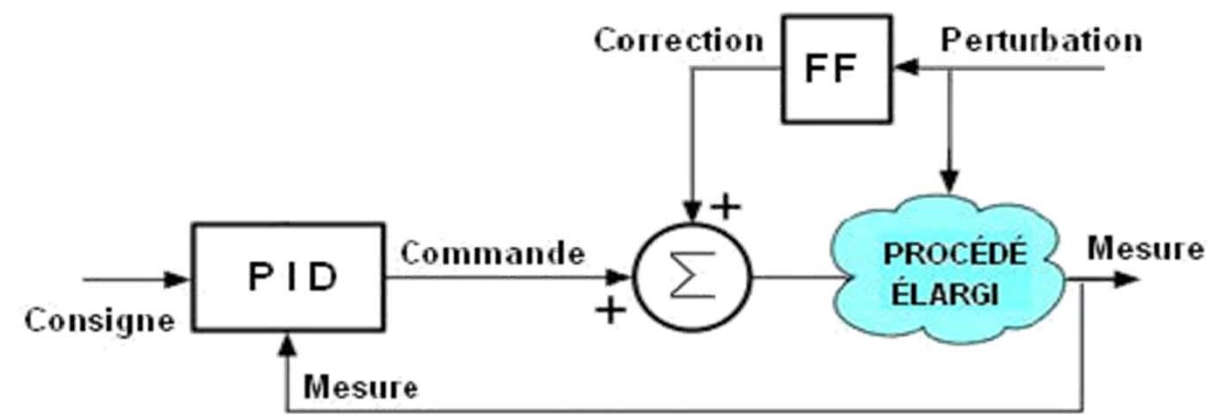 Correction
FF
Perturbation
+
PID
Commande
Σ
+
PROCÉDÉ
ÉLARGI
Mesure
Consigne
Mesure